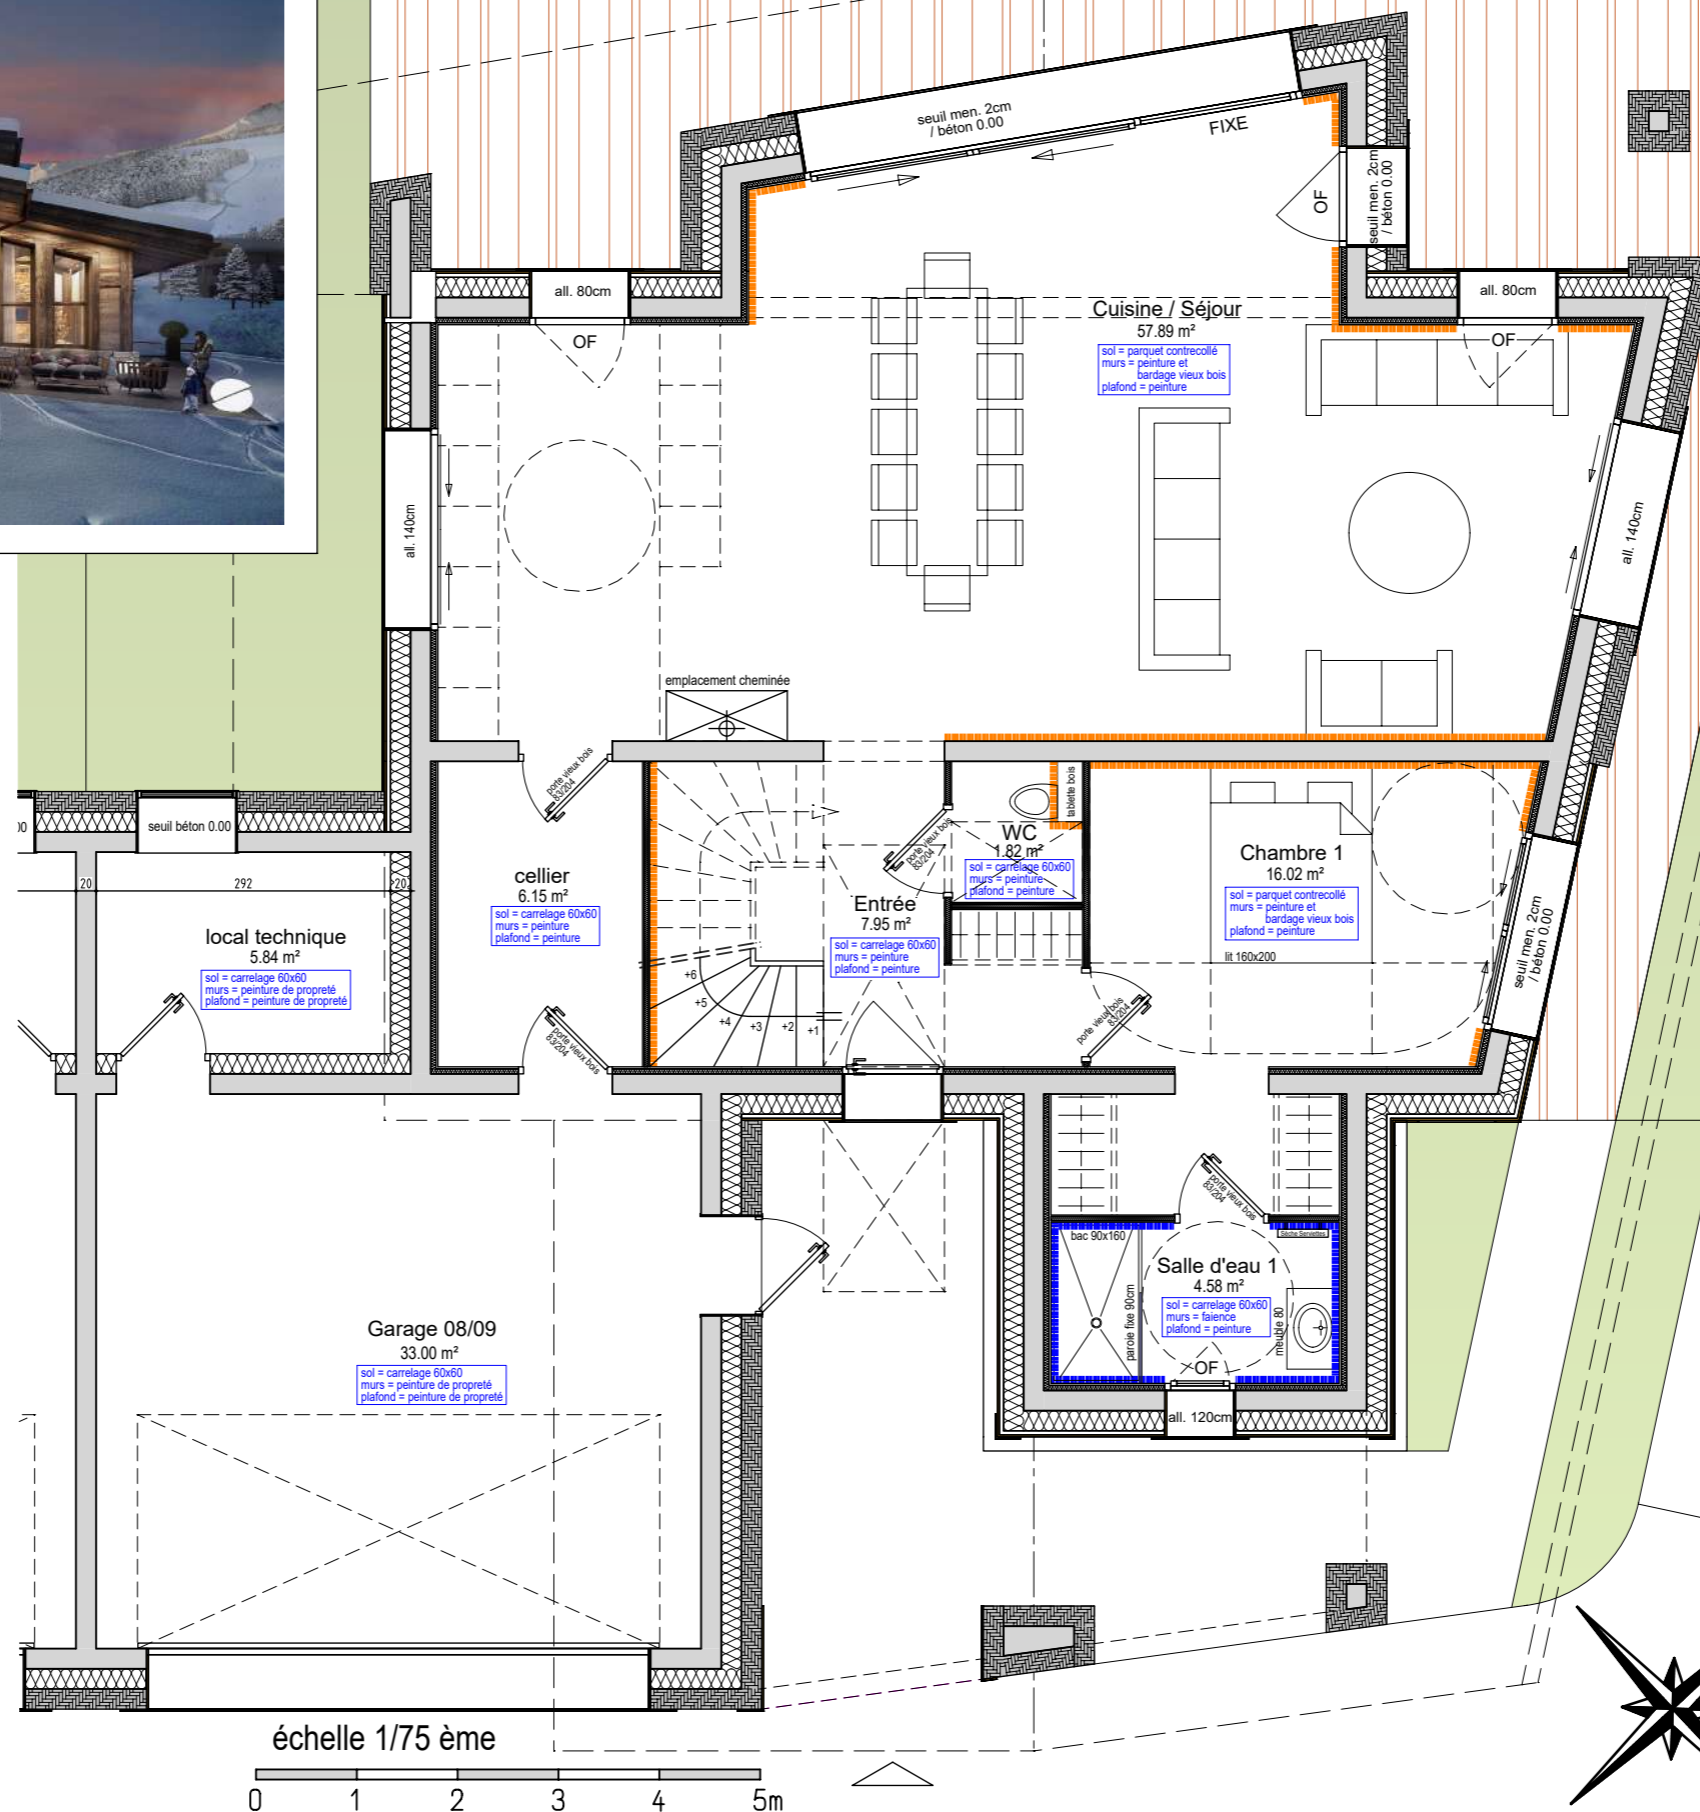 seuil men. 2cm
/ béton 0.00
FIXE
OF
seuil men. 2cm
/ béton 0.00
all. 80cm
OF
all. 80cm
OF
Cuisine / Séjour
57.89 m²
sol = parquet contrecollé
murs = peinture et
bardage vieux bois
plafond = peinture
all. 140cm
all. 140cm
emplacement cheminée
porte vieux bois
83/204
tablette bois
WC
1.82 m²
sol = carrelage 60x60
murs = peinture
plafond = peinture
porte vieux bois
83/204
Chambre 1
16.02 m²
sol = parquet contrecollé
murs = peinture et
bardage vieux bois
plafond = peinture
lit 160x200
seuil men. 2cm
/ béton 0.00
seuil béton 0.00
20
292
20
cellier
6.15 m²
sol = carrelage 60x60
murs = peinture
plafond = peinture
Entrée
7.95 m²
sol = carrelage 60x60
murs = peinture
plafond = peinture
local technique
5.84 m²
sol = carrelage 60x60
murs = peinture de propreté
plafond = peinture de propreté
+6
+5
+4
+3
+2
+1
porte vieux bois
83/204
porte vieux bois
83/204
porte vieux bois
83/204
bac 90x160
Sèche Serviettes
Salle d'eau 1
4.58 m²
sol = carrelage 60x60
murs = faience
plafond = peinture
paroie fixe 90cm
meuble 80
OF
all. 120cm
Garage 08/09
33.00 m²
sol = carrelage 60x60
murs = peinture de propreté
plafond = peinture de propreté
échelle 1/75 ème
0 1 2 3 4 5m